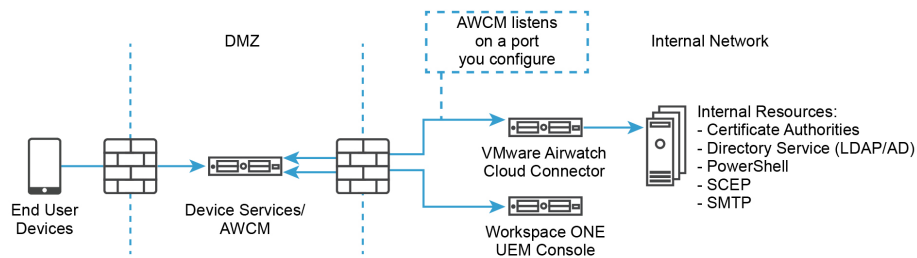 DMZ
AWCM listens
on a port
you configure
Internal Network
End User
Devices
Device Services/
AWCM
VMware Airwatch
Cloud Connector
Workspace ONE
UEM Console
Internal Resources:
- Certificate Authorities
- Directory Service (LDAP/AD)
- PowerShell
- SCEP
- SMTP